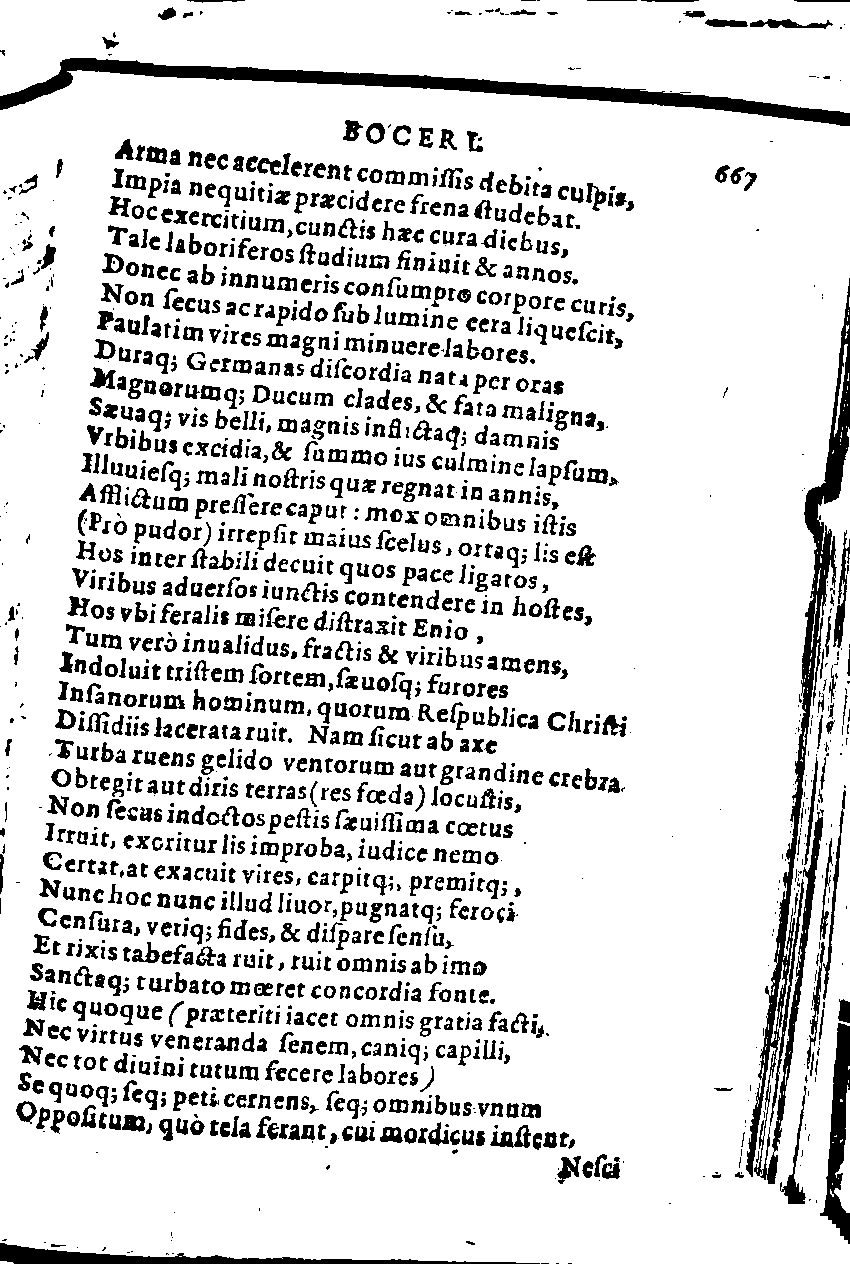 BOCERI.
667
Arma nec accelerent commiſſis debita culpis,
Impia nequitiæ præcidere frena ſtudebat.
Hoc exercitium, cunctis hæc cura diebus,
Tale laboriferos ſtudium finiuit & annos.
Donec ab innumeris conſumpto corpore curis,
Non ſecus ac rapido ſub lumine cera liqueſcit,
Paulatim vires magni minuere labores.
Duraq; Germanas diſcordia nata per oras
Magnorumq; Ducum clades, & fata maligna,
Sæuaq; vis belli, magnis inflictaq; damnis
Vrbibus excidia, & ſummo ius culmine lapſum,
Illuuieſq; mali noſtris quæ regnat in annis,
Afflictum preſſere caput : mox omnibus iſtis
(Prò pudor) irrepſit maius ſcelus, ortaq; lis eſt
Hos inter ſtabili decuit quos pace ligatos,
Viribus aduerſos iunctis contendere in hoſtes,
Hos vbi feralis miſere diſtraxit Enio,
Tum verò inualidus, fractis & viribus amens,
Indoluit triſtem ſortem, ſæuoſq; furores
Inſanorum hominum, quorum Reſpublica Chriſti
Diſſidiis lacerata ruit. Nam ſicut ab axe
Turba ruens gelido ventorum aut grandine crebra
Obtegit aut diris terras (res fœda) locuſtis,
Non ſecus indoctos peſtis ſæuiſſima cœtus
Irruit, exoritur lis improba, iudice nemo
Certat, at exacuit vires, carpitq;, premitq;,
Nunc hoc nunc illud liuor, pugnatq; feroci
Cenſura, veriq; fides, & diſpare ſenſu,
Et rixis tabefacta ruit, ruit omnis ab imo
Sanctaq; turbato mœret concordia fonte.
Hic quoque (præteriti iacet omnis gratia facti,
Nec virtus veneranda ſenem, caniq; capilli,
Nec tot diuini tutum fecere labores)
Se quoq; ſeq; peti cernens, ſeq; omnibus vnum
Oppoſitum, quò tela ferant, cui mordicus inſtent,
Neſci